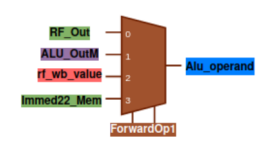 RF_Out
0
ALU_OutM
1
rf_wb_value
2
Immed22_Mem
3
Alu_operand
ForwardOp1